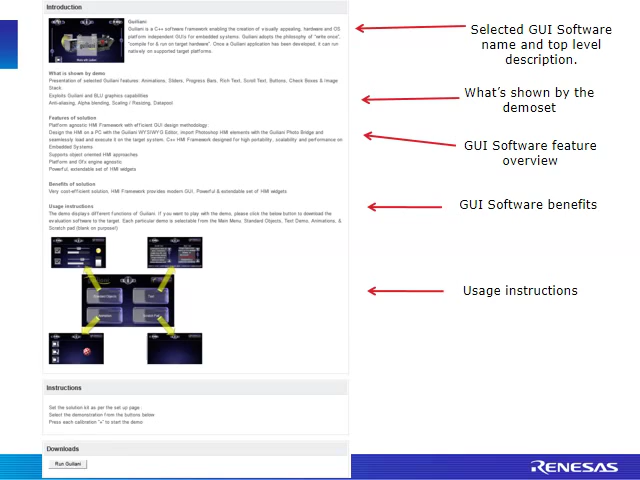 Introduction
Guiliani:
Guiliani is a C++ software framework enabling the creation of visually appealing, hardware and OS
platform independent GUIs for embedded systems. Guiliani adopts the philosophy of "write once",
"compile for & run on target hardware". Once a Guiliani application has been developed, it can run
natively on supported target platforms.
What is shown by demo
Presentation of selected Guiliani features: Animations, Sliders, Progress Bars, Rich Text, Scroll Text, Buttons, Check Boxes & Image
Stack
Exploits Guiliani and BLU graphics capabilities
Anti-aliasing, Alpha blending, Scaling / Resizing, Datapool
Features of solution
Platform agnostic HMI Framework with efficient GUI design methodology
Design the HMI on a PC with the Guiliani WYSIWYG Editor, import Photoshop HMI elements with the Guiliani Photo Bridge and
seamlessly load and execute it on the target system. C++ HMI Framework designed for high portability, scalability and performance on
Embedded Systems.
Supports object oriented HMI approaches
Platform and Gfx engine agnostic
Powerful, extendable set of HMI widgets
Benefits of solution
Very cost-efficient solution, HMI Framework provides modern GUI. Powerful & extendable set of HMI widgets
Usage instructions
The demo displays different functions of Guiliani. If you want to play with the demo, please click the below button to download the
evaluation software to the target. Each particular demo is selectable from the Main Menu, Standard Objects, Text Demo, Animations, &
Scratch pad (blank on purpose!)
Standard Objects
Text
Animation
Scratch Pad
Instructions
Set the solution kit as per the set up page
Select the demonstration from the buttons below
Press each calibration "+" to start the demo
Downloads
Run Guiliani
Selected GUI Software
name and top level
description.
What's shown by the
demoset
GUI Software feature
overview
GUI Software benefits
Usage instructions
RENESAS